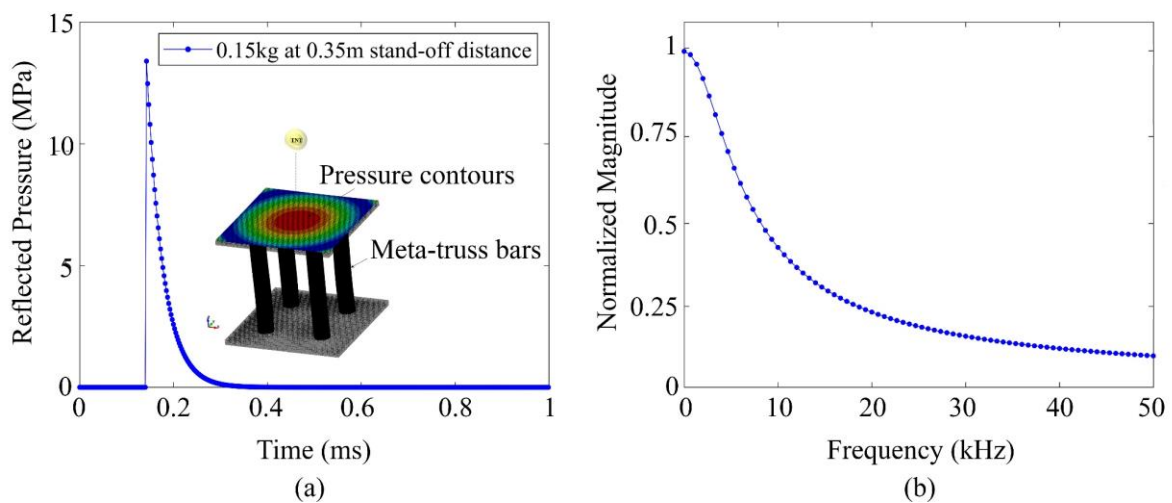 15
10
5
0
0
0.2
0.4
0.6
0.8
1
Reflected Pressure (MPa)
Time (ms)
0.15kg at 0.35m stand-off distance
TNT
Pressure contours
Meta-truss bars
(a)
1
0.75
0.5
0.25
0
0
10
20
30
40
50
Normalized Magnitude
Frequency (kHz)
(b)